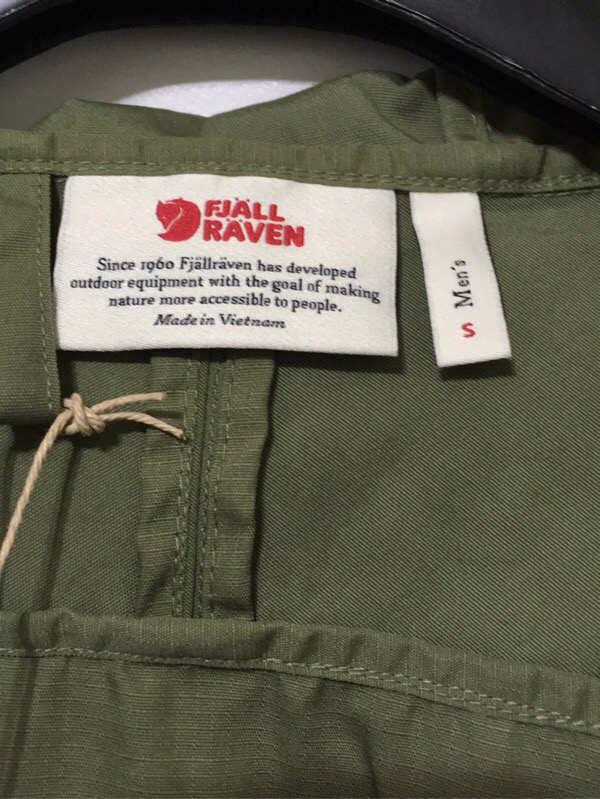 FJÄLL
RÄVEN
Since 1960 Fjällräven has developed
outdoor equipment with the goal of making
nature more accessible to people.
Made in Vietnam
Men's
S